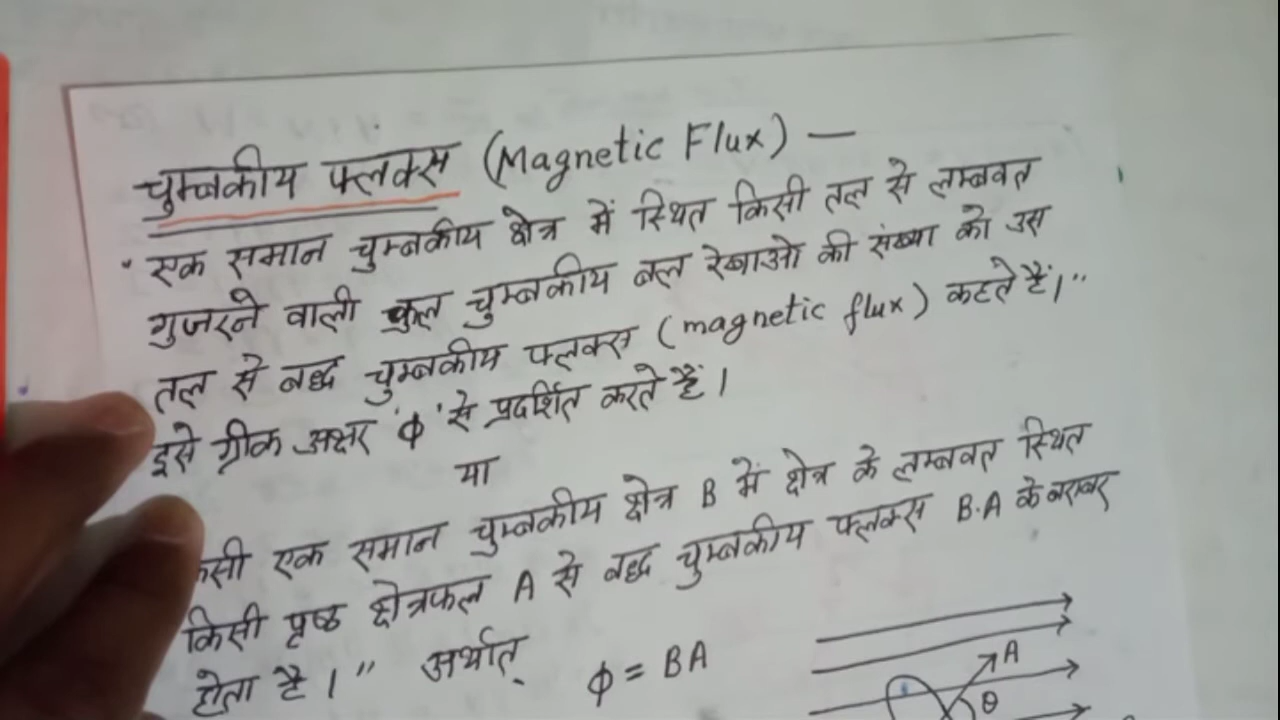 चुम्बकीय फ्लक्स (Magnetic Flux) —
"एक समान चुम्बकीय क्षेत्र में स्थित किसी तल से लम्बवत
गुजरने वाली कुल चुम्बकीय बल रेखाओ की संख्या को उस
तल से बद्ध चुम्बकीय फ्लक्स (magnetic flux) कहते हैं।"
इसे ग्रीक अक्षर 'ϕ' से प्रदर्शित करते हैं।
या
एक समान चुम्बकीय क्षेत्र B में क्षेत्र के लम्बवत स्थित
किसी पृष्ठ क्षेत्रफल A से बद्ध चुम्बकीय फ्लक्स B.A के बराबर
होता है।" अर्थात्
ϕ = BA
A
θ